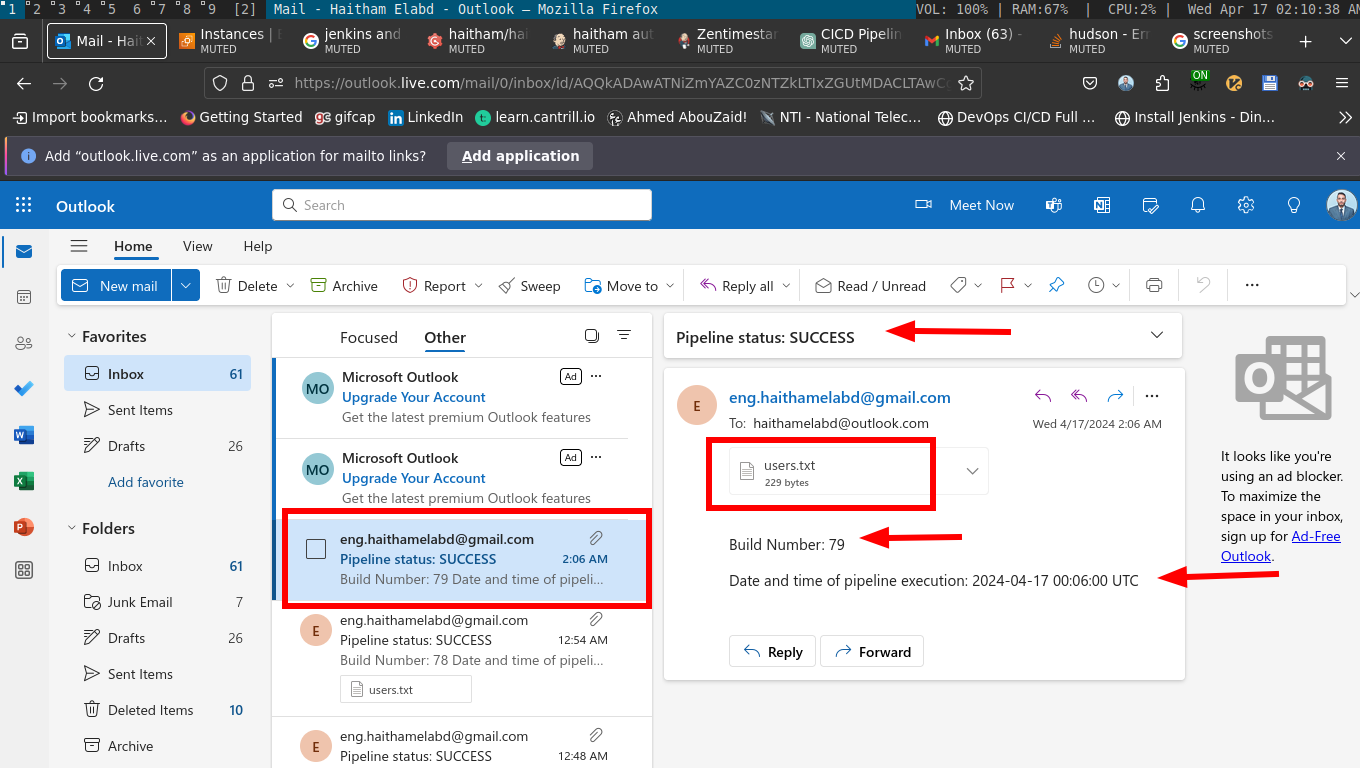 1 2 3 4 5 6 7 8 9 [2] Mail - Haitham Elabd - Outlook — Mozilla Firefox VOL: 100% | RAM:67% | CPU:2% | Wed Apr 17 02:10:38 AM
Mail - Hait
Instances | E
MUTED
jenkins and
MUTED
haitham/hai
MUTED
haitham aut
MUTED
Zentimestar
MUTED
CICD Pipelin
MUTED
Inbox (63) -
MUTED
hudson - Err
MUTED
screenshots
MUTED
https://outlook.live.com/mail/0/inbox/id/AQQkADAwATNiZmYAZC0zNTZkLTIxZGUtMDACLTAwCg
ON
Import bookmarks...
Getting Started
gifcap
LinkedIn
learn.cantrill.io
Ahmed AbouZaid!
NTI - National Telec...
DevOps CI/CD Full ...
Install Jenkins - Din...
Add “outlook.live.com” as an application for mailto links?
Add application
Outlook
Search
Meet Now
Home
View
Help
New mail
Delete
Archive
Report
Sweep
Move to
Reply all
Read / Unread
Favorites
Inbox 61
Sent Items
Drafts 26
Add favorite
Folders
Inbox 61
Junk Email 7
Drafts 26
Sent Items
Deleted Items 10
Archive
Focused
Other
MO
Microsoft Outlook
Ad
Upgrade Your Account
Get the latest premium Outlook features
MO
Microsoft Outlook
Ad
Upgrade Your Account
Get the latest premium Outlook features
eng.haithamelabd@gmail.com
Pipeline status: SUCCESS 2:06 AM
Build Number: 79 Date and time of pipeli...
E
eng.haithamelabd@gmail.com
Pipeline status: SUCCESS 12:54 AM
Build Number: 78 Date and time of pipeli...
users.txt
E
eng.haithamelabd@gmail.com
Pipeline status: SUCCESS 12:48 AM
Pipeline status: SUCCESS
E
eng.haithamelabd@gmail.com
To: haithamelabd@outlook.com
Wed 4/17/2024 2:06 AM
users.txt
229 bytes
Build Number: 79
Date and time of pipeline execution: 2024-04-17 00:06:00 UTC
Reply
Forward
It looks like you're
using an ad blocker.
To maximize the
space in your inbox,
sign up for Ad-Free
Outlook.